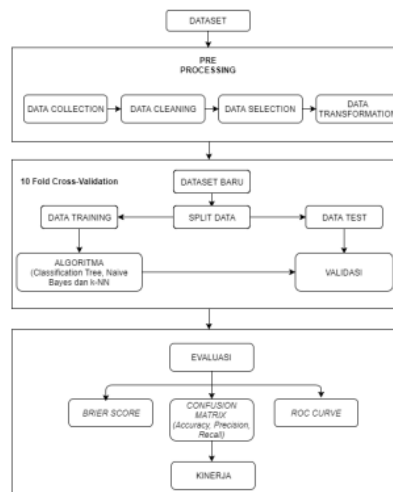 DATASET
PRE
PROCESSING
DATA COLLECTION
DATA CLEANING
DATA SELECTION
DATA
TRANSFORMATION
10 Fold Cross-Validation
DATASET BARU
DATA TRAINING
SPLIT DATA
DATA TEST
ALGORITMA
(Classification Tree, Naive
Bayes dan k-NN
VALIDASI
EVALUASI
BRIER SCORE
CONFUSION
MATRIX
(Accuracy, Precision,
Recall)
ROC CURVE
KINERJA